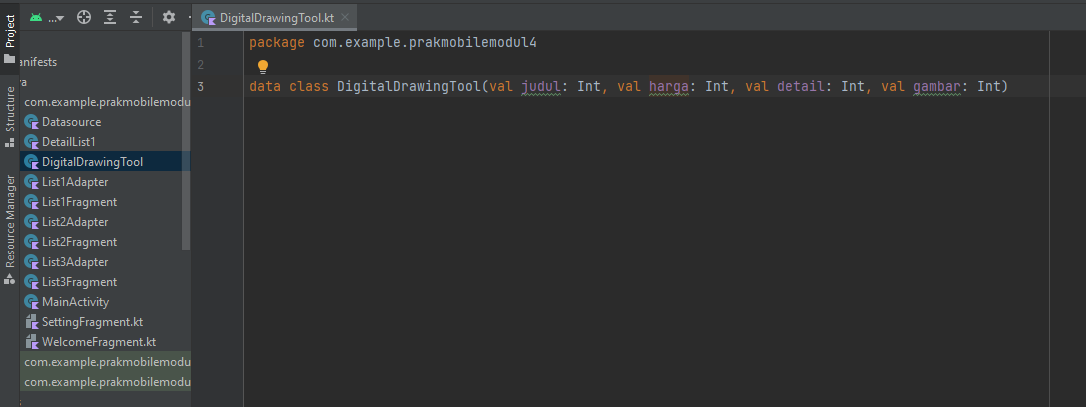 Project
Structure
Resource Manager
...
DigitalDrawingTool.kt
anifests
va
com.example.prakmobilemodu
Datasource
DetailList1
DigitalDrawingTool
List1Adapter
List1Fragment
List2Adapter
List2Fragment
List3Adapter
List3Fragment
MainActivity
SettingFragment.kt
WelcomeFragment.kt
com.example.prakmobilemodu
com.example.prakmobilemodu
1 package com.example.prakmobilemodul4
2
3 data class DigitalDrawingTool(val judul: Int, val harga: Int, val detail: Int, val gambar: Int)